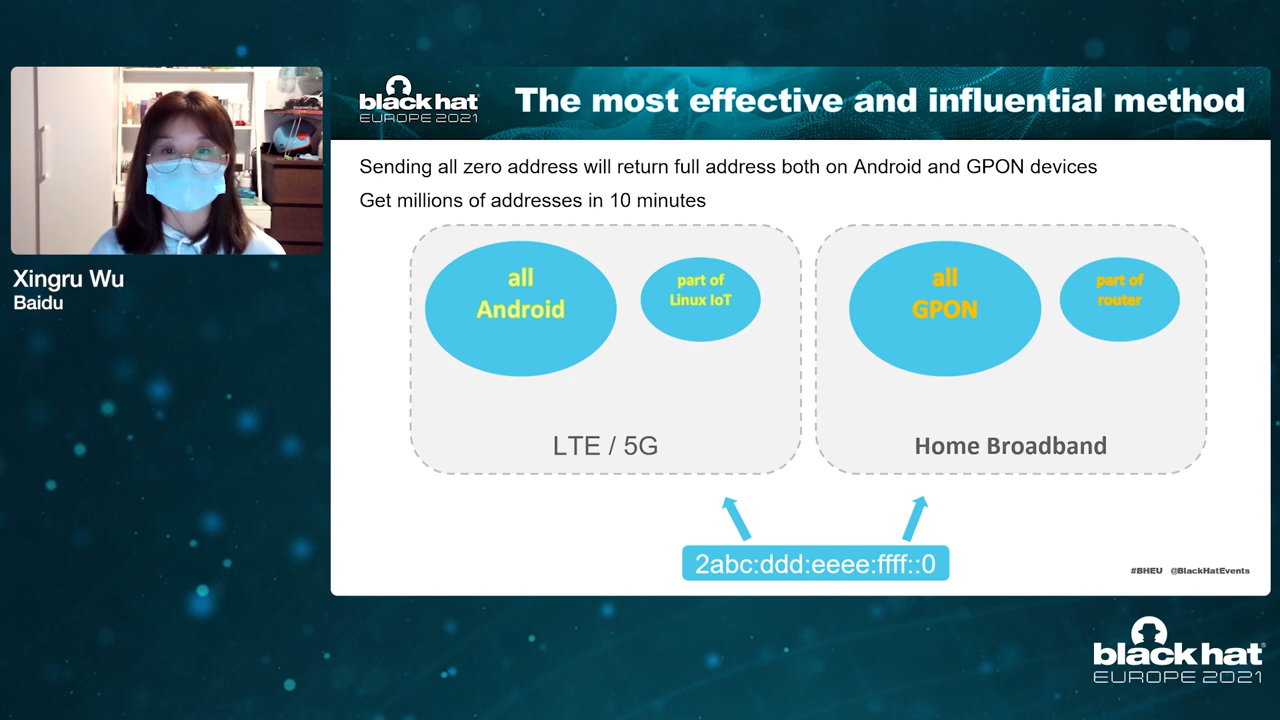 black hat
EUROPE 2021
The most effective and influential method
Xingru Wu
Baidu
Sending all zero address will return full address both on Android and GPON devices
Get millions of addresses in 10 minutes
all
Android
part of
Linux IoT
LTE / 5G
all
GPON
part of
router
Home Broadband
2abc:ddd:eeee:ffff::0
#BHEU @BlackHatEvents
black hat®
EUROPE 2021